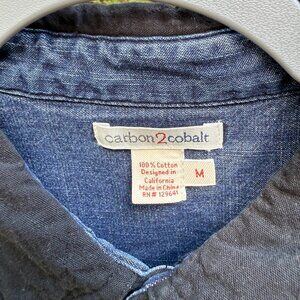 carbon2cobalt
100% Cotton
Designed in
California
Made in China
RN # 129641
M